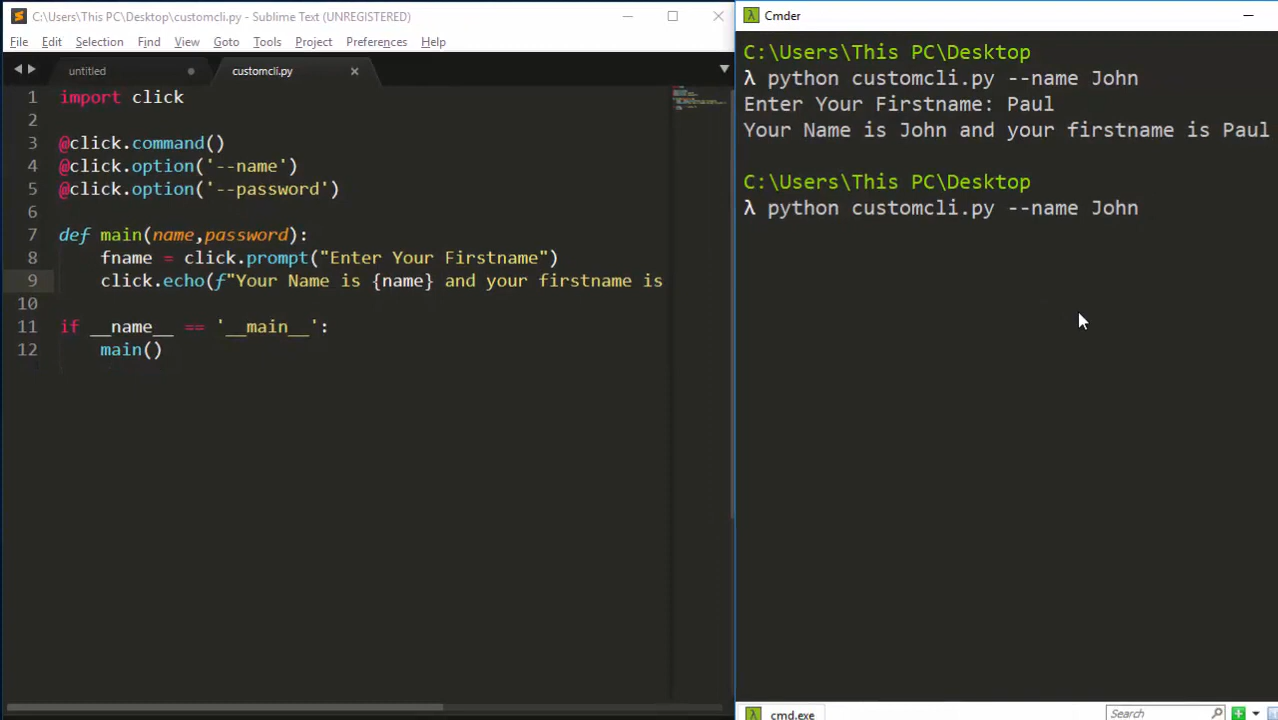 C:\Users\This PC\Desktop\customcli.py - Sublime Text (UNREGISTERED)
File Edit Selection Find View Goto Tools Project Preferences Help
untitled customcli.py
1 import click
2
3 @click.command()
4 @click.option('--name')
5 @click.option('--password')
6
7 def main(name,password):
8 fname = click.prompt("Enter Your Firstname")
9 click.echo(f"Your Name is {name} and your firstname is
10
11 if __name__ == '__main__':
12 main()
Cmder
C:\Users\This PC\Desktop
λ python customcli.py --name John
Enter Your Firstname: Paul
Your Name is John and your firstname is Paul
C:\Users\This PC\Desktop
λ python customcli.py --name John
cmd.exe
Search